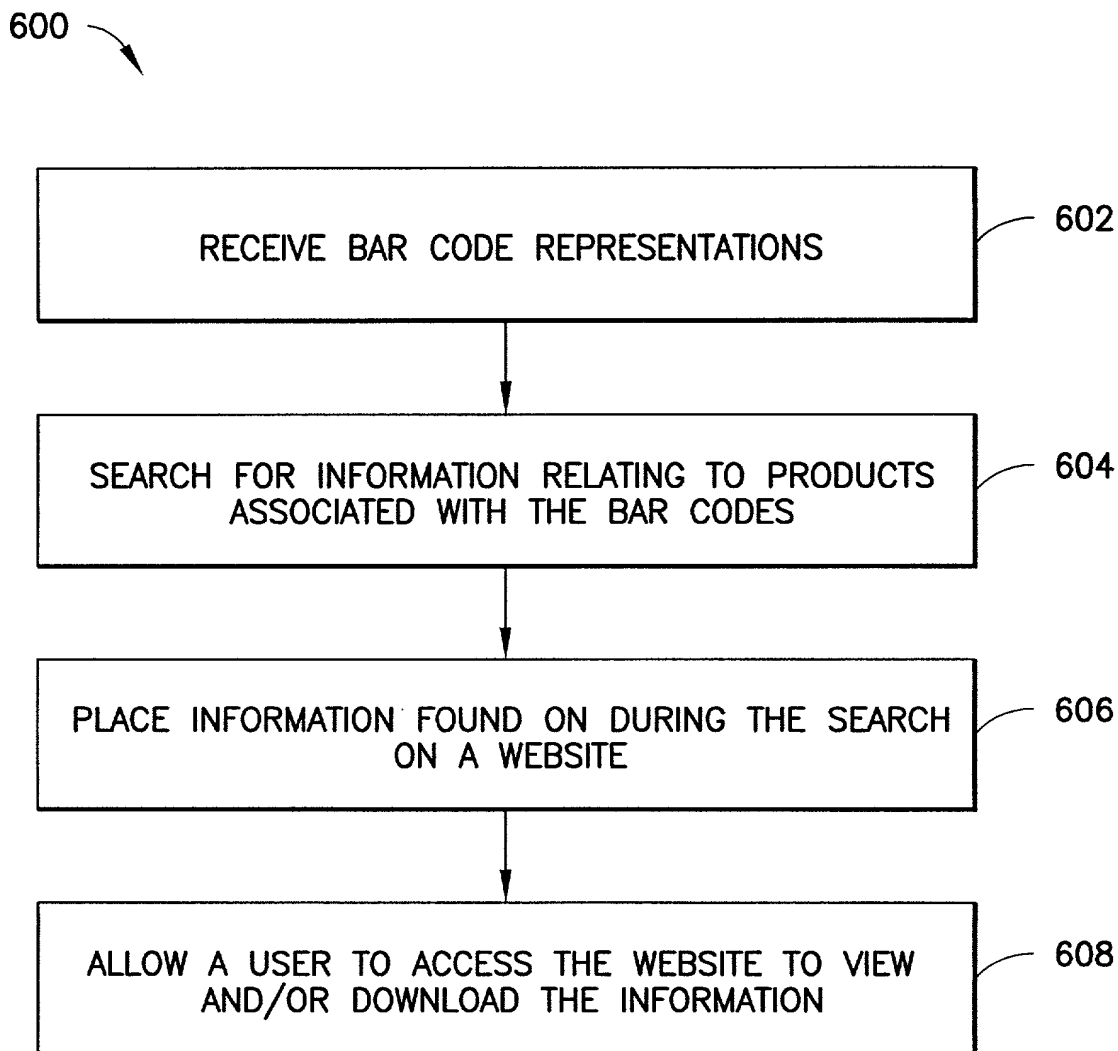 600
RECEIVE BAR CODE REPRESENTATIONS
602
SEARCH FOR INFORMATION RELATING TO PRODUCTS
ASSOCIATED WITH THE BAR CODES
604
PLACE INFORMATION FOUND ON DURING THE SEARCH
ON A WEBSITE
606
ALLOW A USER TO ACCESS THE WEBSITE TO VIEW
AND/OR DOWNLOAD THE INFORMATION
608